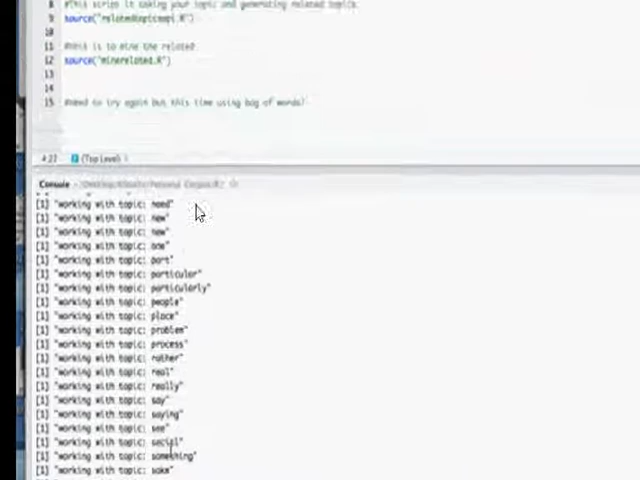 8 #This script is taking your topic and generating related topics
9 source("relatedtopicmapi.R")
10
11 #this is to mine the related
12 source("minerelated.R")
13
14
15 #need to try again but this time using bag of words!
4:27 (Top Level)
Console
[1] "working with topic: need"
[1] "working with topic: new"
[1] "working with topic: new"
[1] "working with topic: one"
[1] "working with topic: part"
[1] "working with topic: particular"
[1] "working with topic: particularly"
[1] "working with topic: people"
[1] "working with topic: place"
[1] "working with topic: problem"
[1] "working with topic: process"
[1] "working with topic: rather"
[1] "working with topic: real"
[1] "working with topic: really"
[1] "working with topic: say"
[1] "working with topic: saying"
[1] "working with topic: see"
[1] "working with topic: social"
[1] "working with topic: something"
[1] "working with topic: sake"